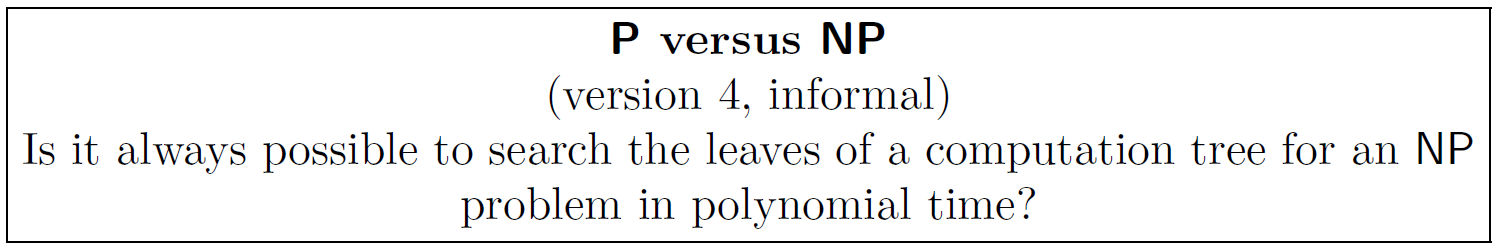 P versus NP
(version 4, informal)
Is it always possible to search the leaves of a computation tree for an NP
problem in polynomial time?